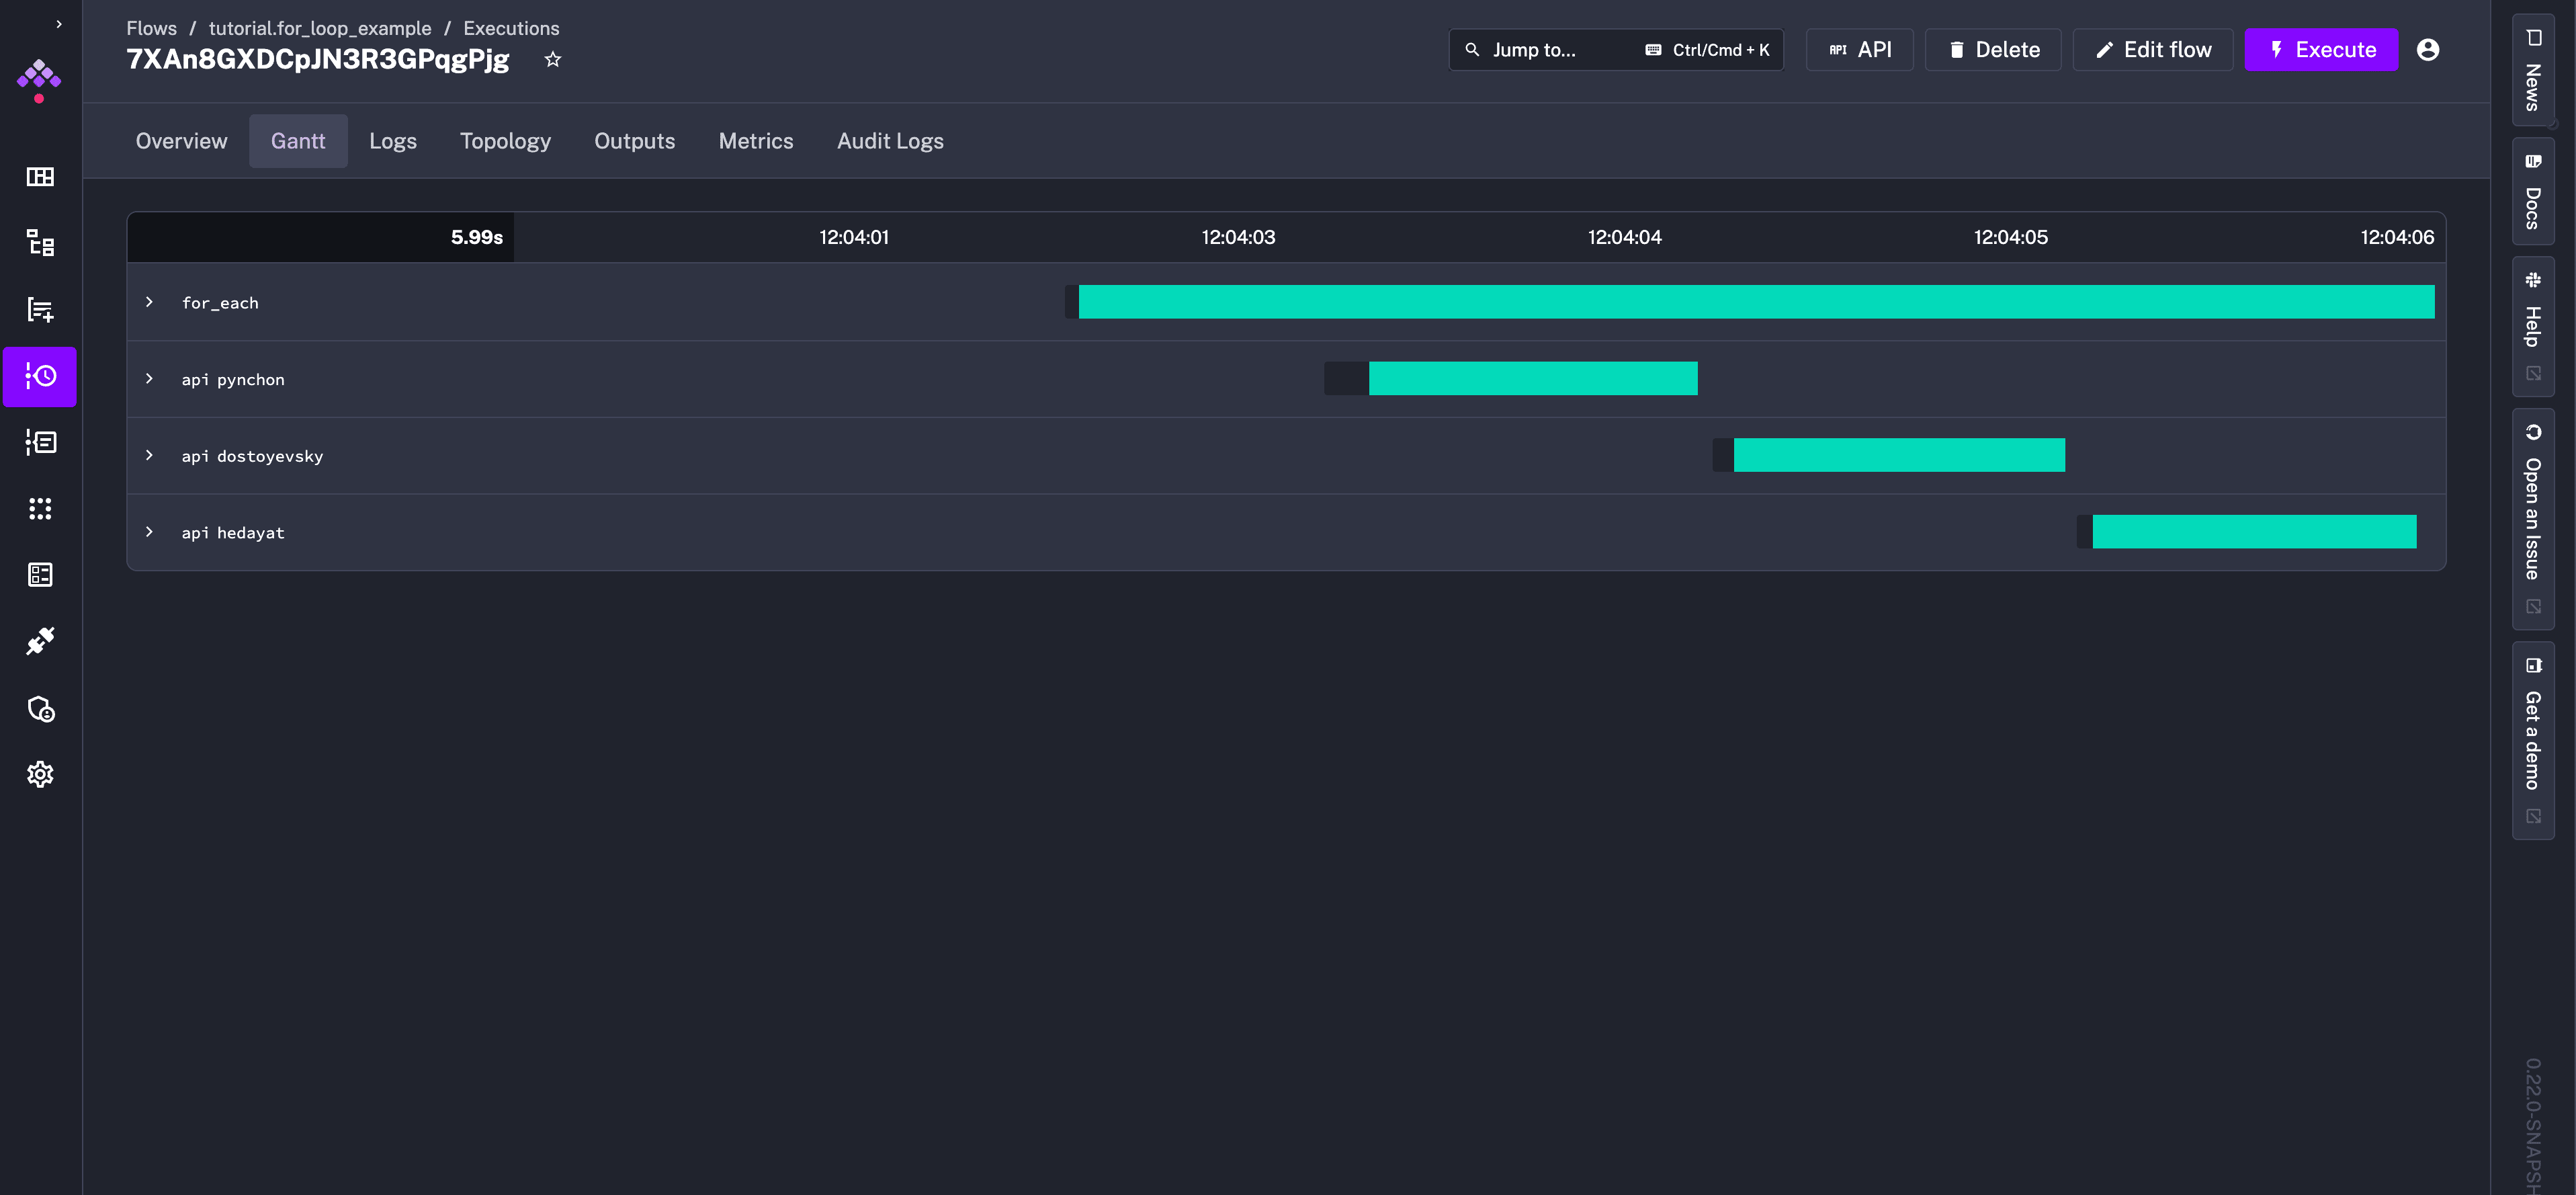 Flows / tutorial.for_loop_example / Executions
7XAn8GXDCpJN3R3GPqgPjg
Jump to... Ctrl/Cmd + K
API API
Delete
Edit flow
Execute
Overview
Gantt
Logs
Topology
Outputs
Metrics
Audit Logs
5.99s 12:04:01 12:04:03 12:04:04 12:04:05 12:04:06
for_each
api pynchon
api dostoyevsky
api hedayat
News
Docs
Help
Open an Issue
Get a demo
0.22.0-SNAPSH